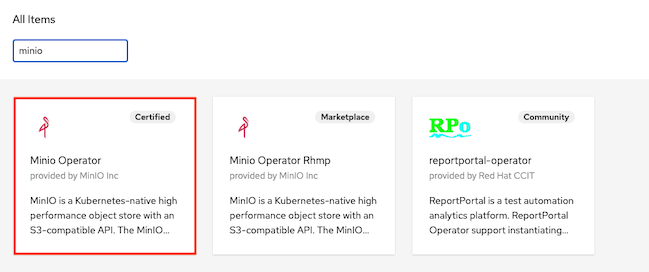 All Items
minio
Certified
Minio Operator
provided by MinIO Inc
MinIO is a Kubernetes-native high
performance object store with an
S3-compatible API. The MinIO...
Marketplace
Minio Operator Rhmp
provided by MinIO Inc
MinIO is a Kubernetes-native high
performance object store with an
S3-compatible API. The MinIO...
RPo
Community
reportportal-operator
provided by Red Hat CCIT
ReportPortal is a test automation
analytics platform. ReportPortal
Operator support instantiating...